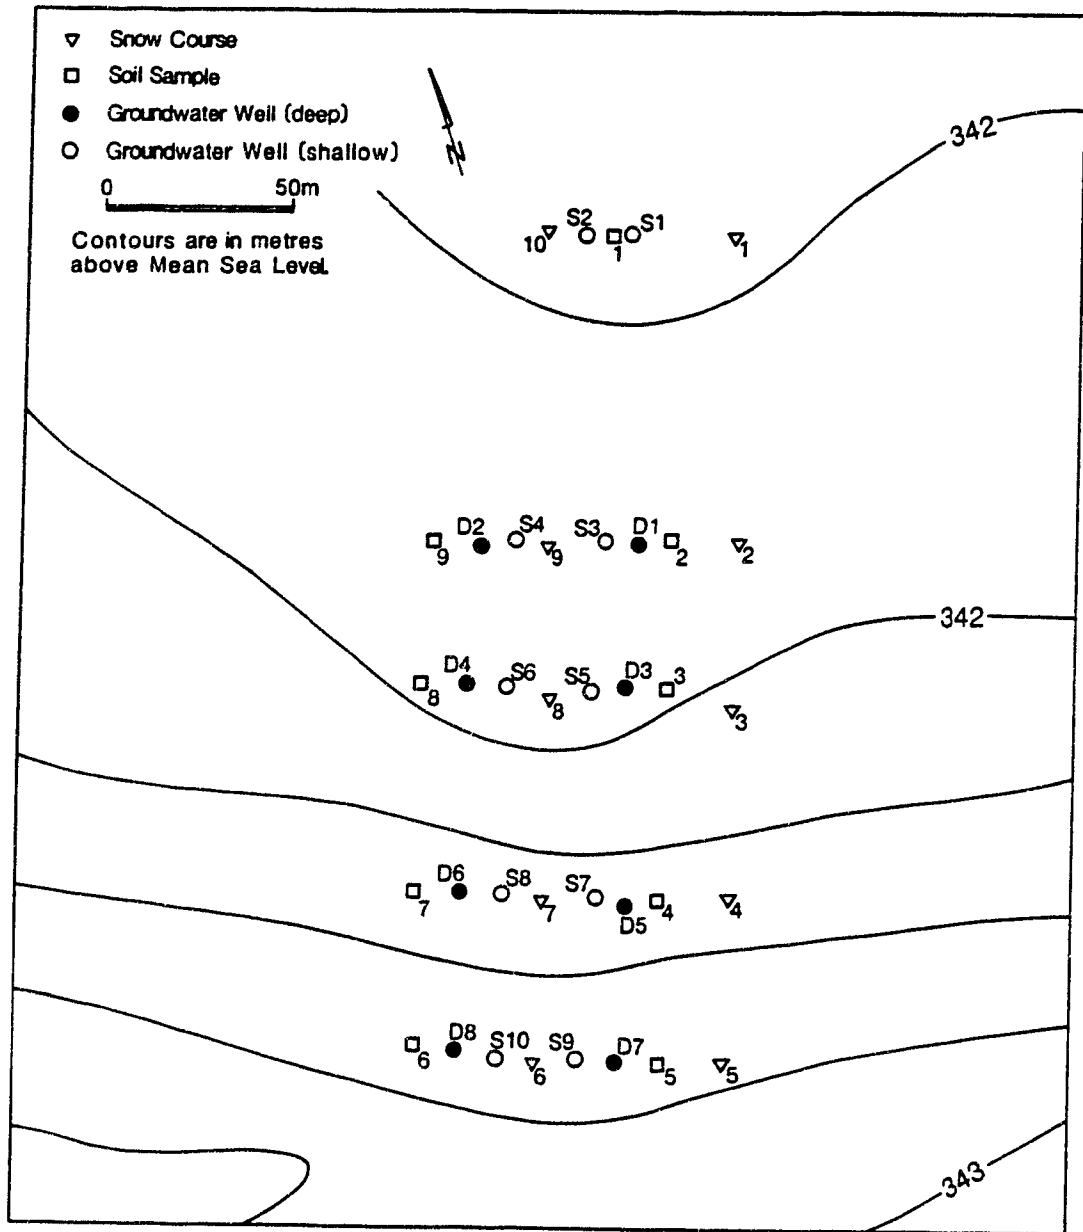 Snow Course
Soil Sample
Groundwater Well (deep)
Groundwater Well (shallow)
0 50m
Contours are in metres
above Mean Sea Level.
N
342
S2 S1
10 1 1
D2 S4 S3 D1
9 9 2 2
342
D4 S6 S5 D3 3
8 8 3
D6 S8 S7
7 7 D5 4 4
D8 S10 S9 D7
6 6 5 5
343